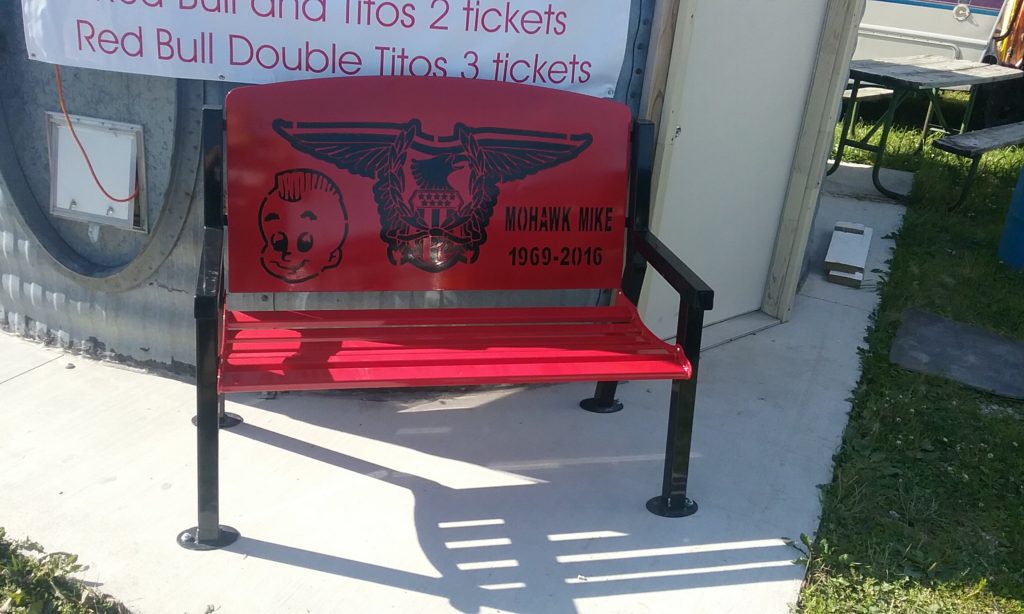 Red Bull and Titos 2 tickets
Red Bull Double Titos 3 tickets
MOHAWK MIKE
1969-2016